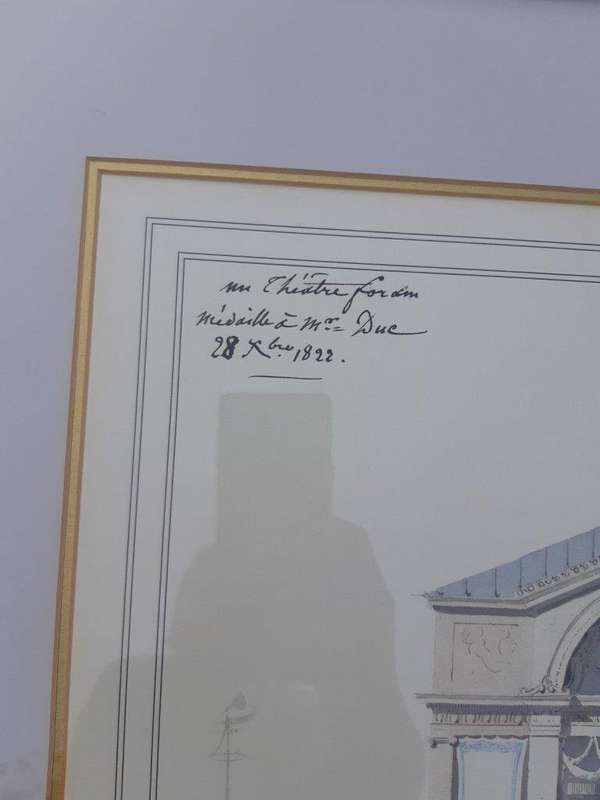 un Théâtre forain
médaille à Mr. Duc
28 Xbre 1822.